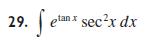 29. ∫ e^{tan x} sec²x dx